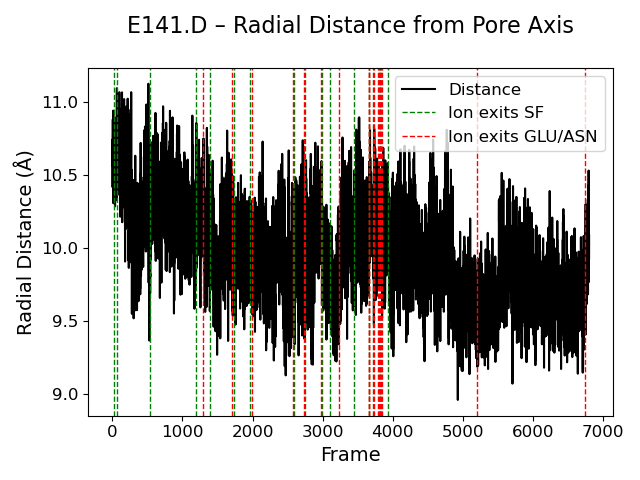 E141.D – Radial Distance from Pore Axis
Radial Distance (Å)
11.0
10.5
10.0
9.5
9.0
Distance
Ion exits SF
Ion exits GLU/ASN
0
1000
2000
3000
4000
5000
6000
7000
Frame